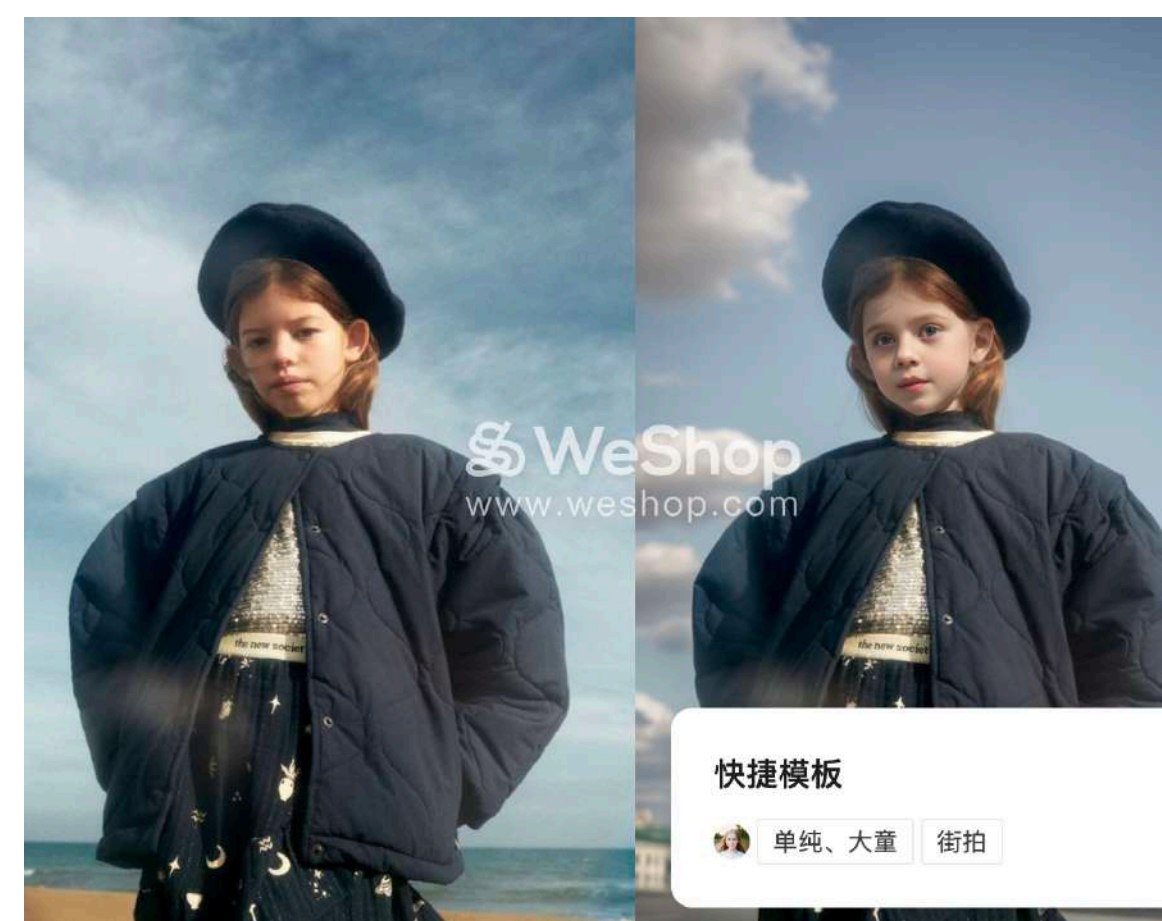 WeShop
www.weshop.com
the new societ
the new societ
快捷模板
单纯、大童
街拍